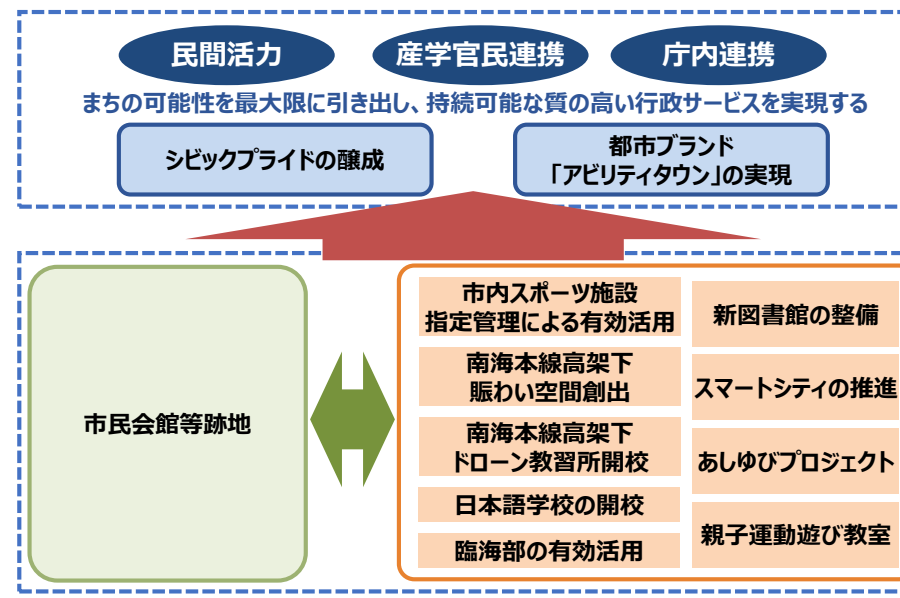 民間活力
産学官民連携
庁内連携
まちの可能性を最大限に引き出し、持続可能な質の高い行政サービスを実現する
シビックプライドの醸成
都市ブランド
「アビリティタウン」の実現
市民会館等跡地
市内スポーツ施設
指定管理による有効活用
南海本線高架下
賑わい空間創出
南海本線高架下
ドローン教習所開校
日本語学校の開校
臨海部の有効活用
新図書館の整備
スマートシティの推進
あしゆびプロジェクト
親子運動遊び教室